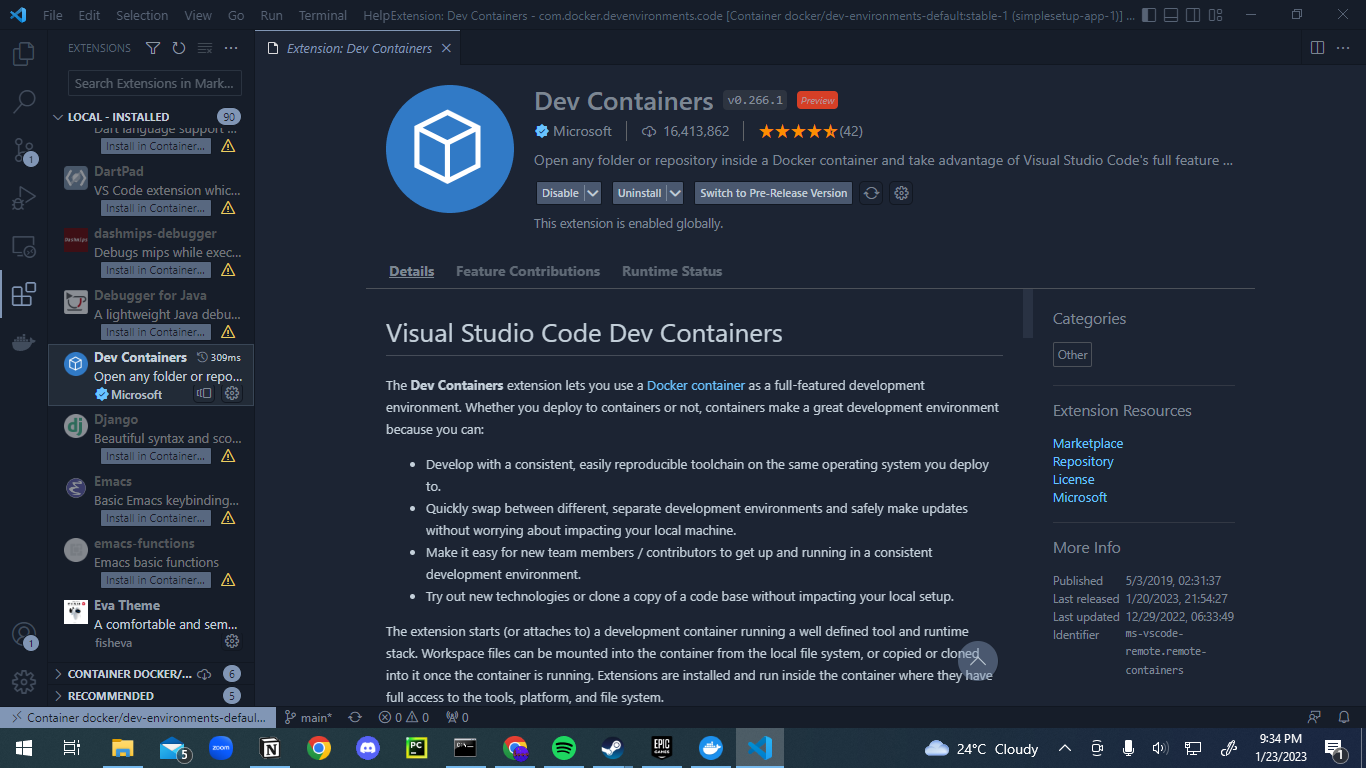 File Edit Selection View Go Run Terminal Help Extension: Dev Containers - com.docker.devenvironments.code [Container docker/dev-environments-default:stable-1 (simplesetup-app-1)] ...
EXTENSIONS
Extension: Dev Containers
Search Extensions in Mark...
LOCAL - INSTALLED 90
Dart language support ...
Install in Container...
DartPad
VS Code extension whic...
Install in Container...
dashmips-debugger
Debugs mips while exec...
Install in Container...
Debugger for Java
A lightweight Java debu...
Install in Container...
Dev Containers 309ms
Open any folder or repo...
Microsoft
Django
Beautiful syntax and sco...
Install in Container...
Emacs
Basic Emacs keybinding...
Install in Container...
emacs-functions
Emacs basic functions
Install in Container...
Eva Theme
A comfortable and sem...
fisheva
CONTAINER DOCKER/... 6
RECOMMENDED 5
1
1
Dev Containers v0.266.1 Preview
Microsoft 16,413,862 (42)
Open any folder or repository inside a Docker container and take advantage of Visual Studio Code's full feature ...
Disable Uninstall Switch to Pre-Release Version
This extension is enabled globally.
Details Feature Contributions Runtime Status
Visual Studio Code Dev Containers
The Dev Containers extension lets you use a Docker container as a full-featured development
environment. Whether you deploy to containers or not, containers make a great development environment
because you can:
• Develop with a consistent, easily reproducible toolchain on the same operating system you deploy
to.
• Quickly swap between different, separate development environments and safely make updates
without worrying about impacting your local machine.
• Make it easy for new team members / contributors to get up and running in a consistent
development environment.
• Try out new technologies or clone a copy of a code base without impacting your local setup.
The extension starts (or attaches to) a development container running a well defined tool and runtime
stack. Workspace files can be mounted into the container from the local file system, or copied or cloned
into it once the container is running. Extensions are installed and run inside the container where they have
full access to the tools, platform, and file system.
Categories
Other
Extension Resources
Marketplace
Repository
License
Microsoft
More Info
Published 5/3/2019, 02:31:37
Last released 1/20/2023, 21:54:27
Last updated 12/29/2022, 06:33:49
Identifier ms-vscode-
remote.remote-
containers
Container docker/dev-environments-defaul... main* 0 0 0
5 zoom PC EPIC GAMES 24°C Cloudy 9:34 PM
1/23/2023 1